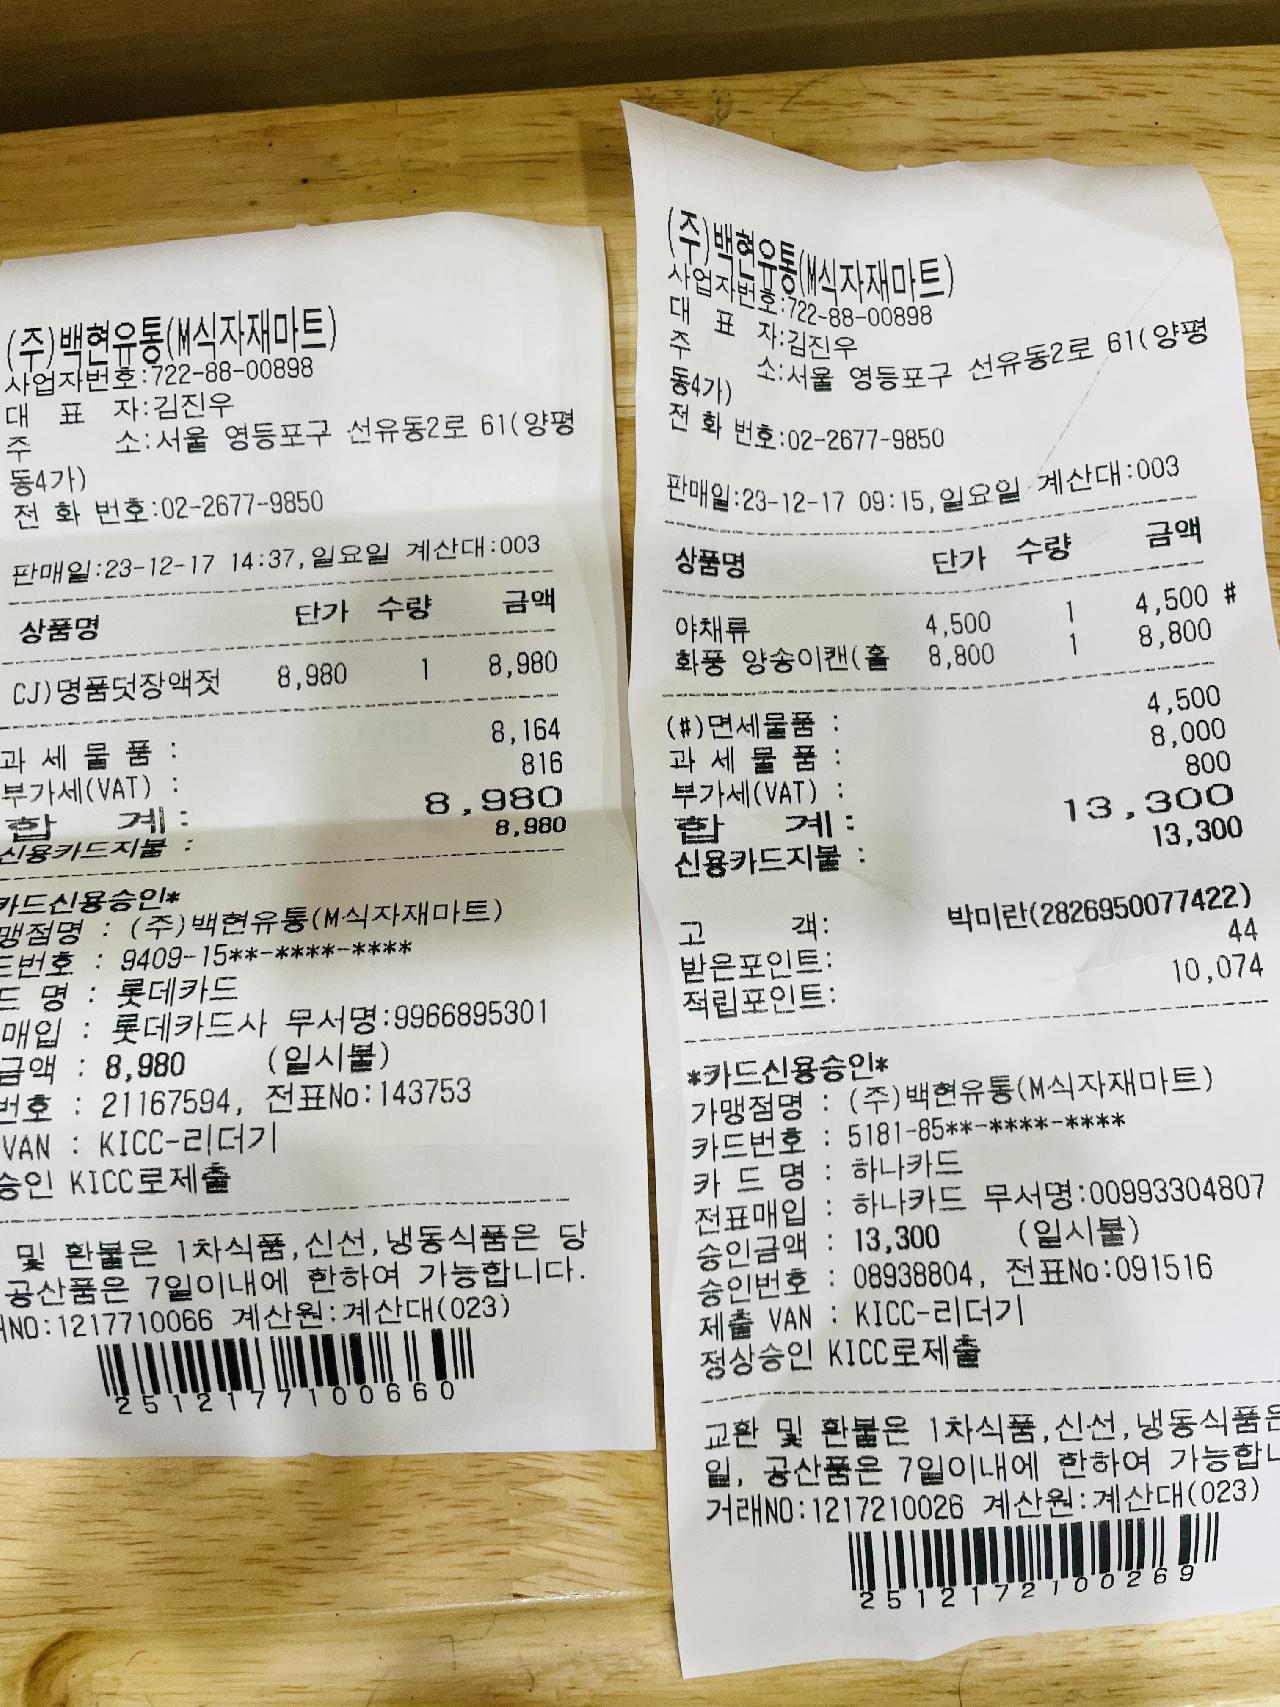 (주)백현유통(M식자재마트)
사업자번호:722-88-00898
대 표 자:김진우
주 소:서울 영등포구 선유동2로 61(양평
동4가)
전 화 번호:02-2677-9850
판매일:23-12-17 14:37,일요일 계산대:003
상품명 단가 수량 금액
CJ)명품멋장액젓 8,980 1 8,980
과 세 물 품 : 8,164
부가세(VAT) : 816
합 계 : 8,980
신용카드지불 : 8,980
카드신용승인*
맹점명 : (주)백현유통(M식자재마트)
드번호 : 9409-15**-****-****
드 명 : 롯데카드
매입 : 롯데카드사 무서명:9966895301
금액 : 8,980 (일시불)
번호 : 21167594, 전표No:143753
VAN : KICC-리더기
승인 KICC로제출
및 환불은 1차식품,신선,냉동식품은 당
공산품은 7일이내에 한하여 가능합니다.
NO:1217710066 계산원:계산대(023)
2512177100660
(주)백현유통(M식자재마트)
사업자번호:722-88-00898
대 표 자:김진우
주 소:서울 영등포구 선유동2로 61(양평
동4가)
전 화 번호:02-2677-9850
판매일:23-12-17 09:15,일요일 계산대:003
상품명 단가 수량 금액
야채류 4,500 1 4,500 #
화풍 양송이캔(홀 8,800 1 8,800
(#)면세물품 : 4,500
과 세 물 품 : 8,000
부가세(VAT) : 800
합 계 : 13,300
신용카드지불 : 13,300
고 객: 박미란(2826950077422)
받은포인트: 44
적립포인트: 10,074
*카드신용승인*
가맹점명 : (주)백현유통(M식자재마트)
카드번호 : 5181-85**-****-****
카 드 명 : 하나카드
전표매입 : 하나카드 무서명:00993304807
승인금액 : 13,300 (일시불)
승인번호 : 08938804, 전표No:091516
제출 VAN : KICC-리더기
정상승인 KICC로제출
교환 및 환불은 1차식품,신선,냉동식품은
일, 공산품은 7일이내에 한하여 가능합니
거래NO:1217210026 계산원:계산대(023)
2512172100269